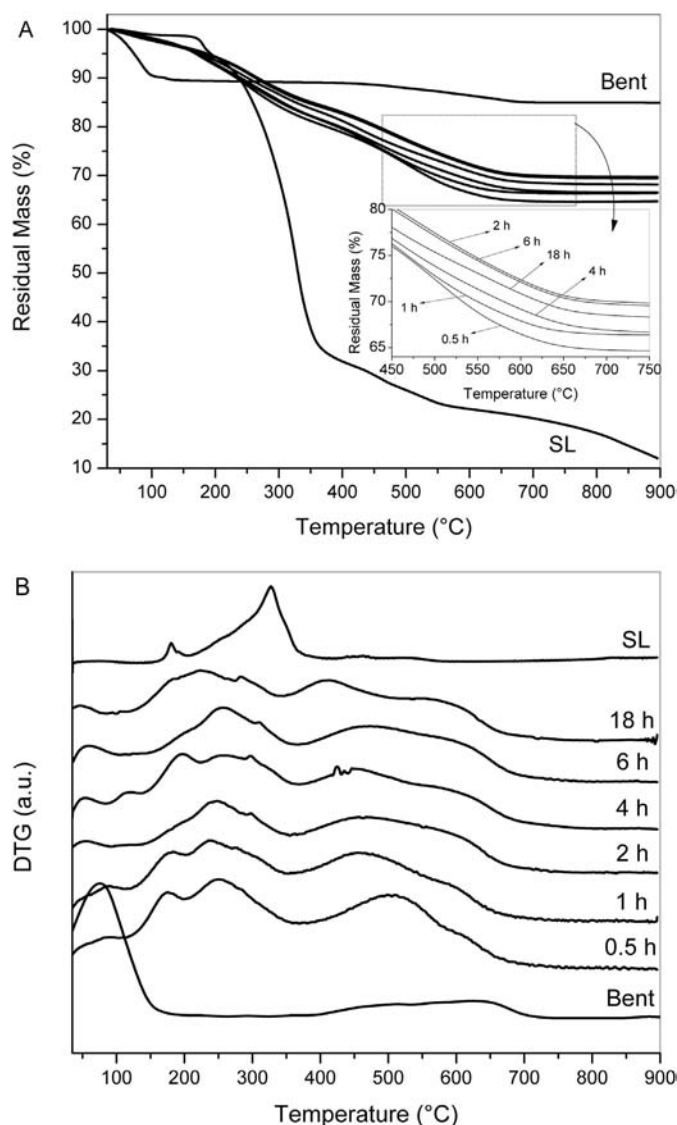 A
100
90
80
70
60
50
40
30
20
10
Residual Mass (%)
Bent
SL
80
75
70
65
Residual Mass (%)
2 h
6 h
18 h
4 h
1 h
0.5 h
450 500 550 600 650 700 750
Temperature (°C)
100 200 300 400 500 600 700 800 900
Temperature (°C)
B
DTG (a.u.)
SL
18 h
6 h
4 h
2 h
1 h
0.5 h
Bent
100 200 300 400 500 600 700 800 900
Temperature (°C)